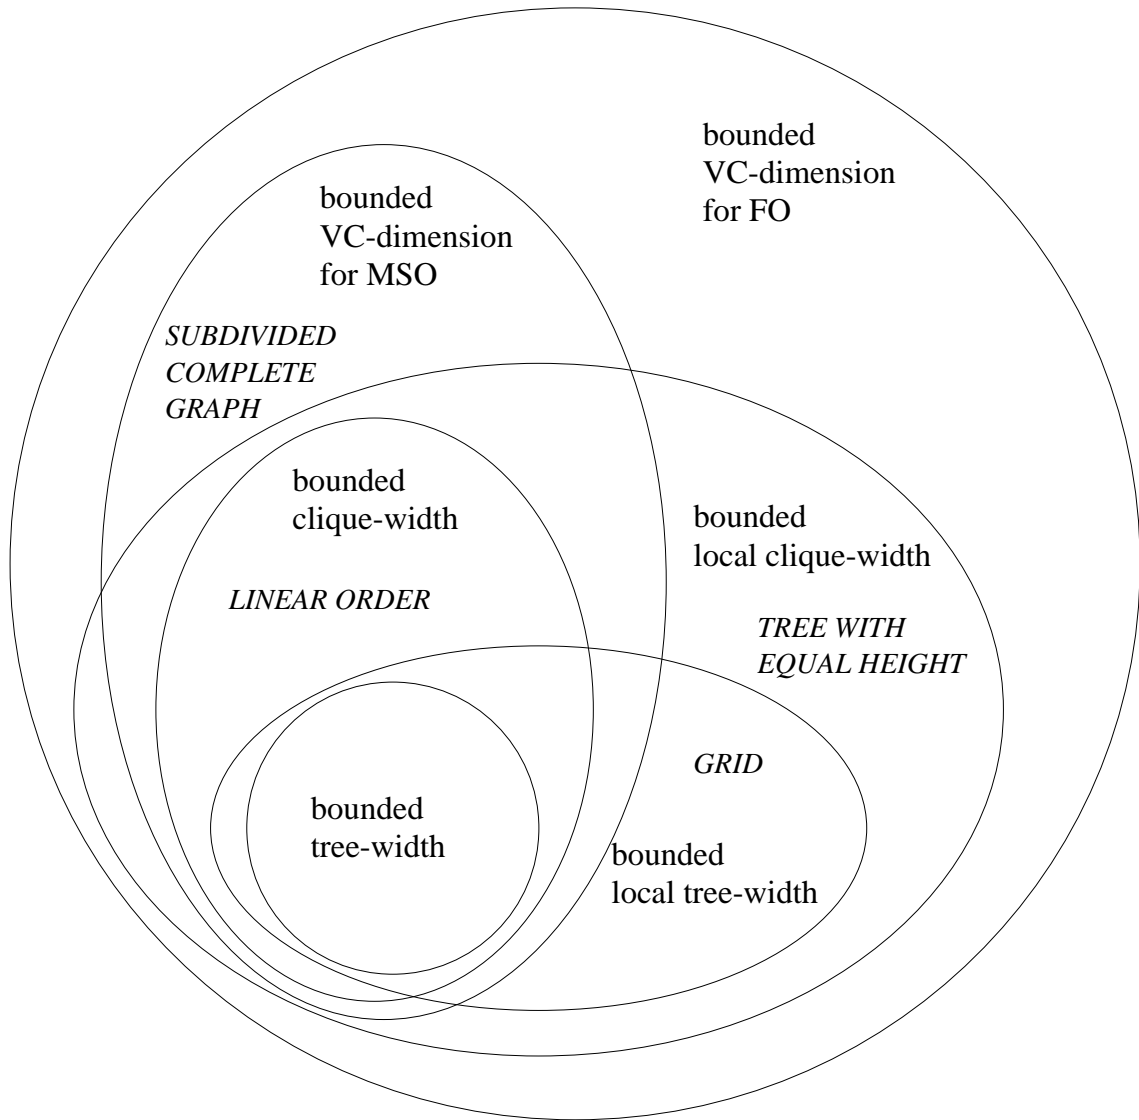 bounded
VC-dimension
for FO
bounded
VC-dimension
for MSO
SUBDIVIDED
COMPLETE
GRAPH
bounded
clique-width
bounded
local clique-width
LINEAR ORDER
TREE WITH
EQUAL HEIGHT
GRID
bounded
tree-width
bounded
local tree-width